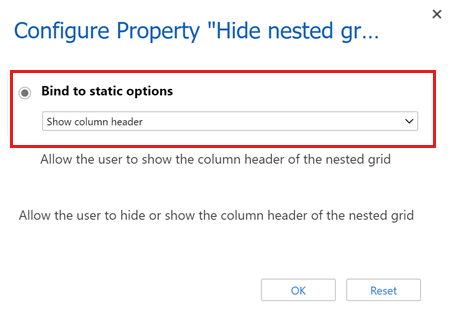 Configure Property "Hide nested gr...
Bind to static options
Show column header
Allow the user to show the column header of the nested grid
Allow the user to hide or show the column header of the nested grid
OK
Reset